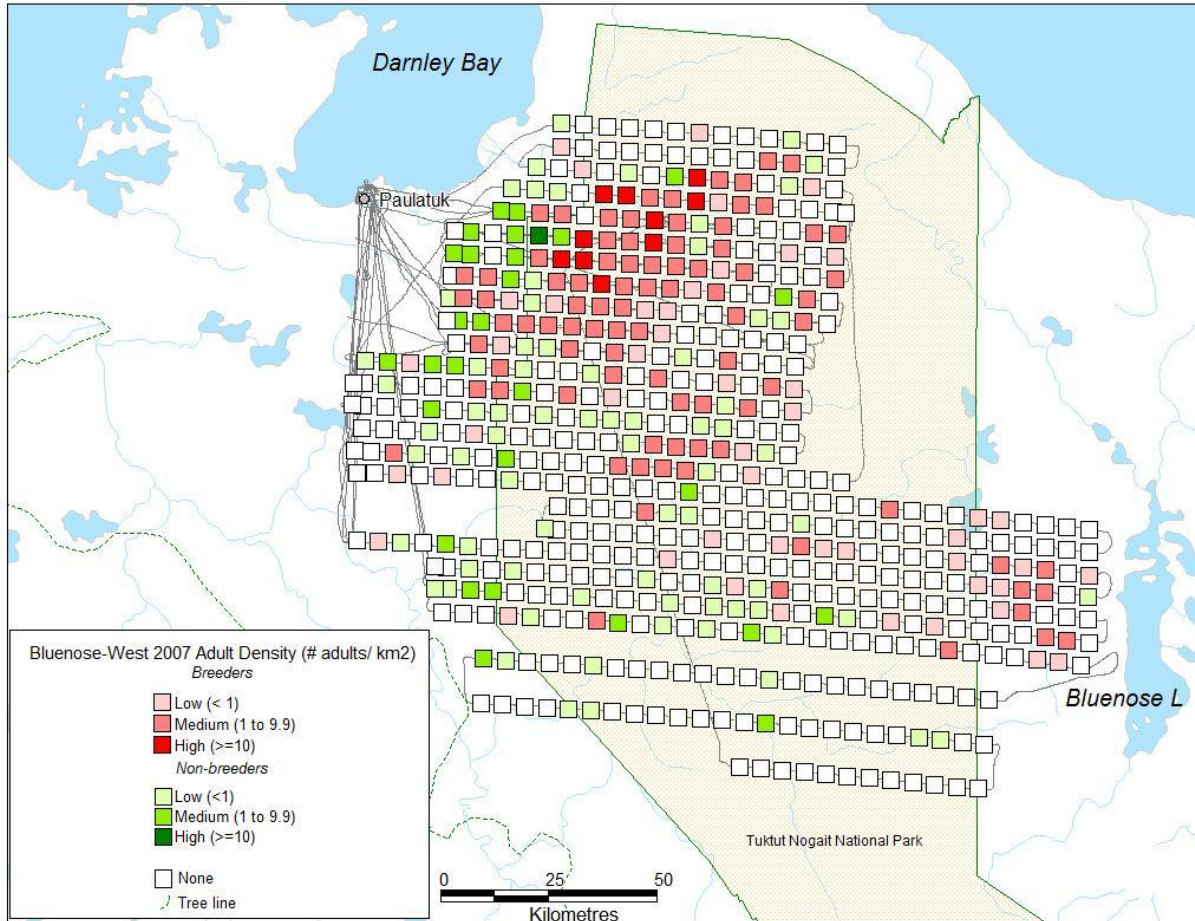 Darnley Bay
Paulatuk
Bluenose-West 2007 Adult Density (# adults/ km2)
Breeders
Low (< 1)
Medium (1 to 9.9)
High (>=10)
Non-breeders
Low (<1)
Medium (1 to 9.9)
High (>=10)
None
Tree line
Bluenose L
Tuktut Nogait National Park
0 25 50
Kilometres